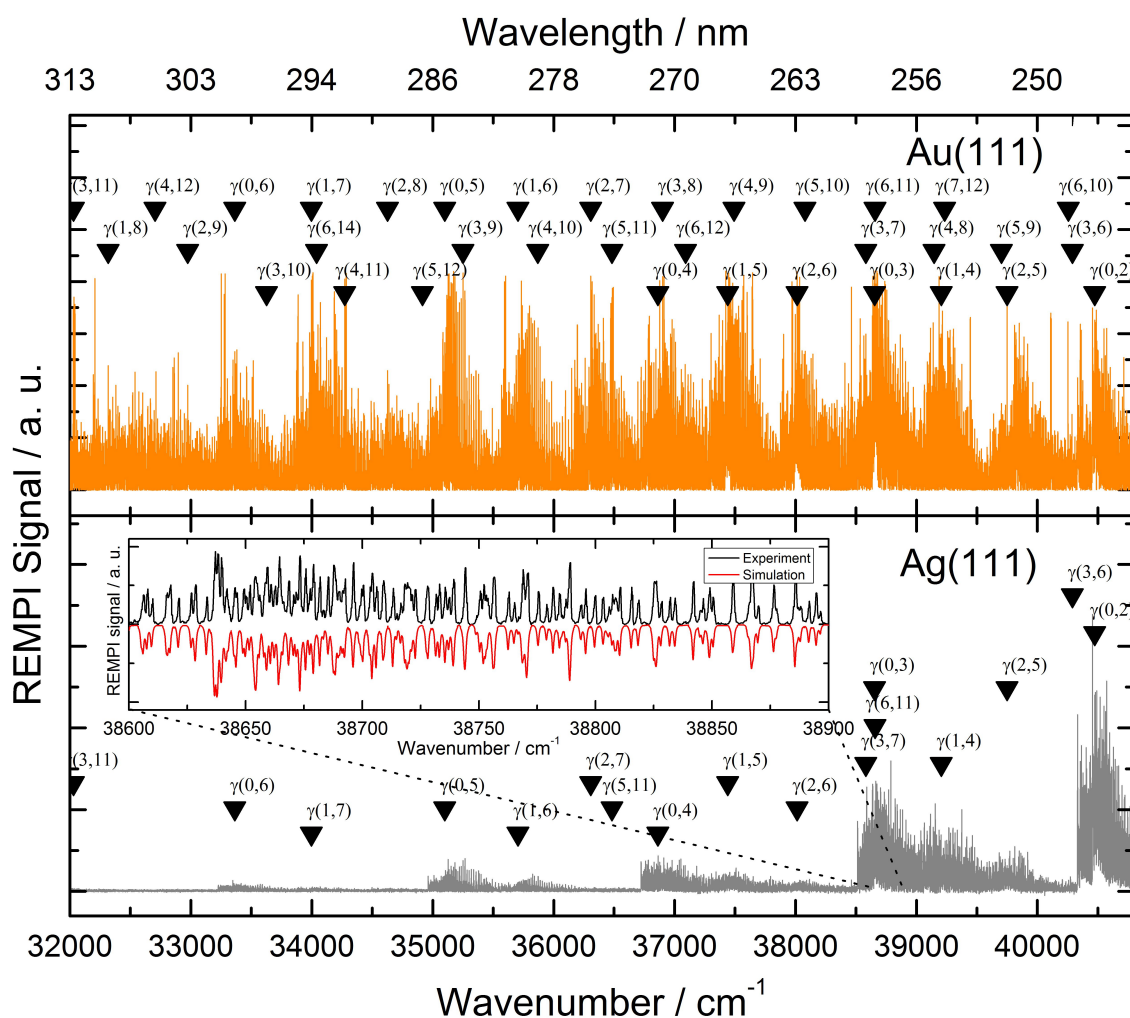 Wavelength / nm
313 303 294 286 278 270 263 256 250
Au(111)
(3,11) γ(4,12) γ(0,6) γ(1,7) γ(2,8) γ(0,5) γ(1,6) γ(2,7) γ(3,8) γ(4,9) γ(5,10) γ(6,11) γ(7,12) γ(6,10)
γ(1,8) γ(2,9) γ(6,14) γ(3,9) γ(4,10) γ(5,11) γ(6,12) γ(3,7) γ(4,8) γ(5,9) γ(3,6)
γ(3,10) γ(4,11) γ(5,12) γ(0,4) γ(1,5) γ(2,6) γ(0,3) γ(1,4) γ(2,5) γ(0,2
REMPI Signal / a. u.
Ag(111)
REMPI signal / a. u.
Experiment
Simulation
38600 38650 38700 38750 38800 38850 38900
Wavenumber / cm-1
γ(3,6)
γ(0,2
γ(0,3) γ(2,5)
γ(6,11)
γ(3,7) γ(1,4)
(3,11) γ(2,7) γ(1,5)
γ(0,6) γ(0,5) γ(5,11) γ(2,6)
γ(1,7) γ(1,6) γ(0,4)
32000 33000 34000 35000 36000 37000 38000 39000 40000
Wavenumber / cm-1